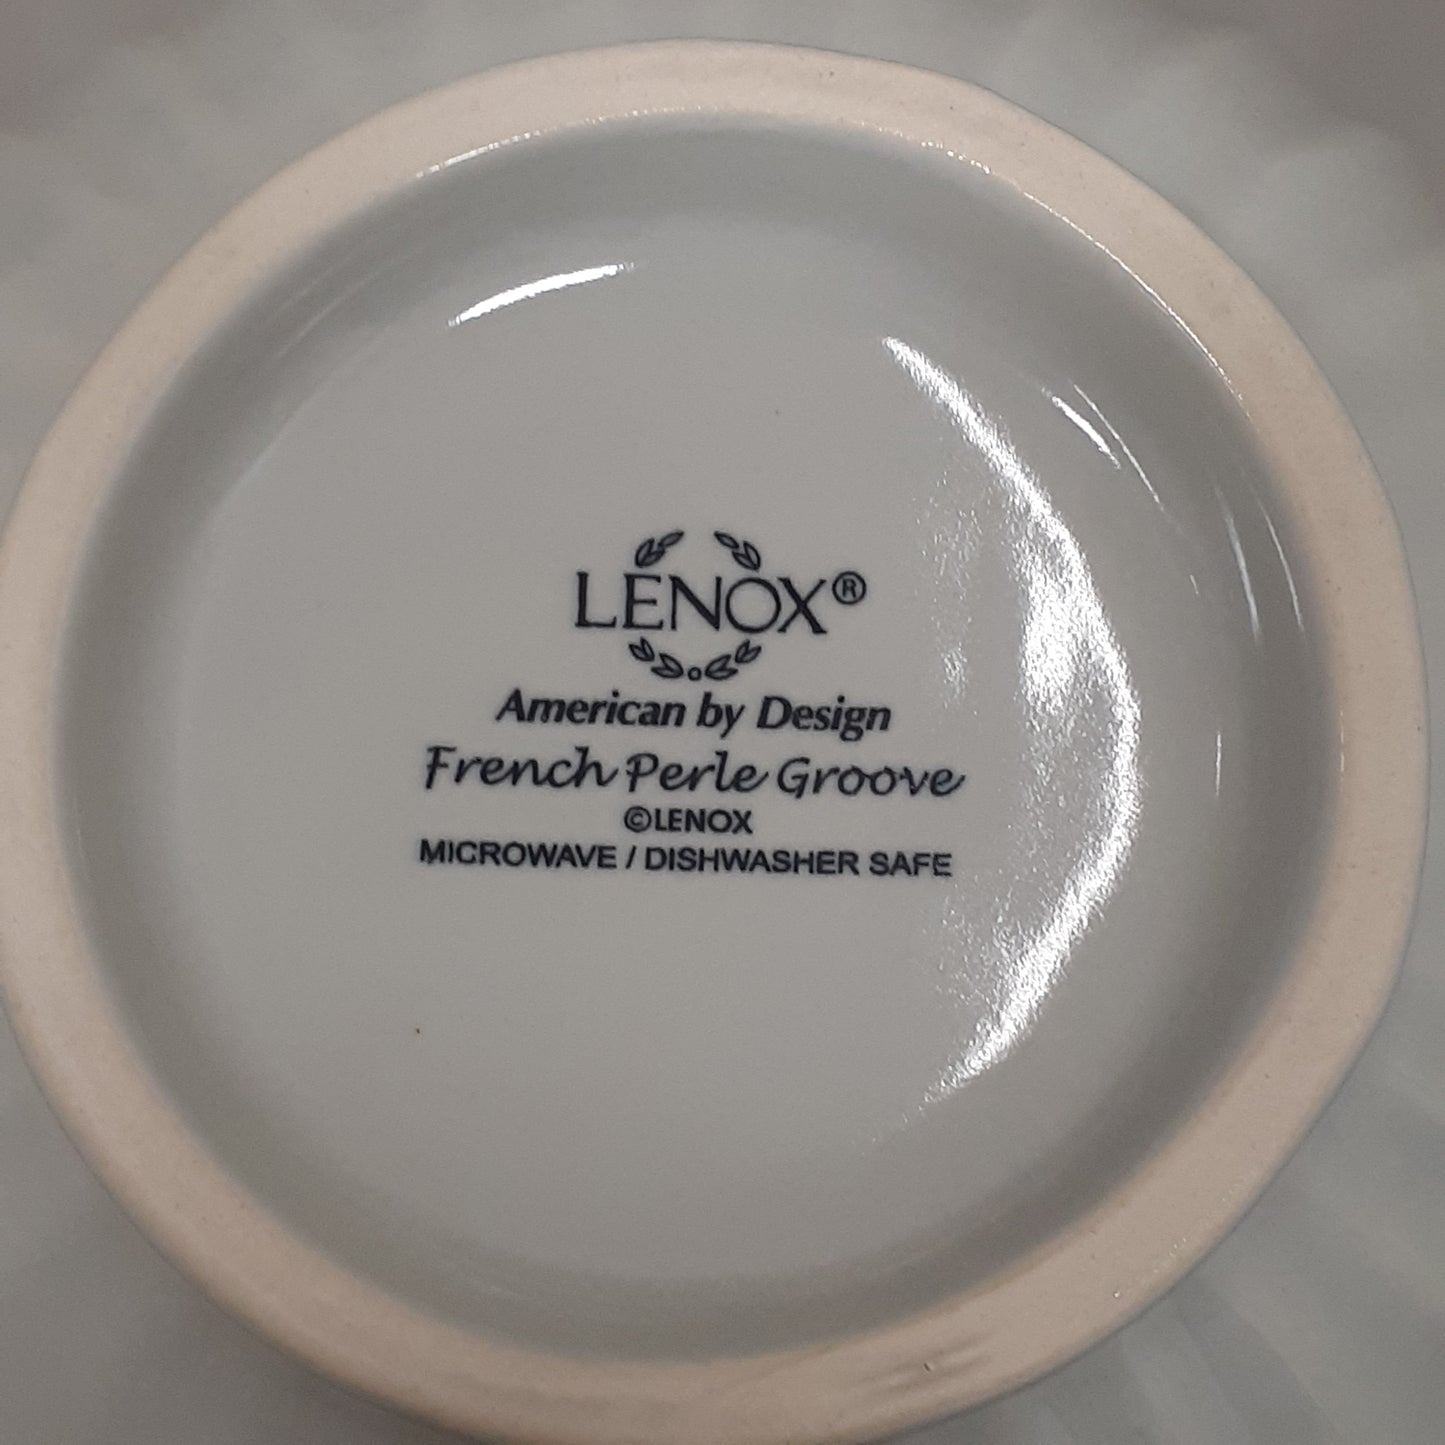 LENOX®
American by Design
French Perle Groove
©LENOX
MICROWAVE / DISHWASHER SAFE